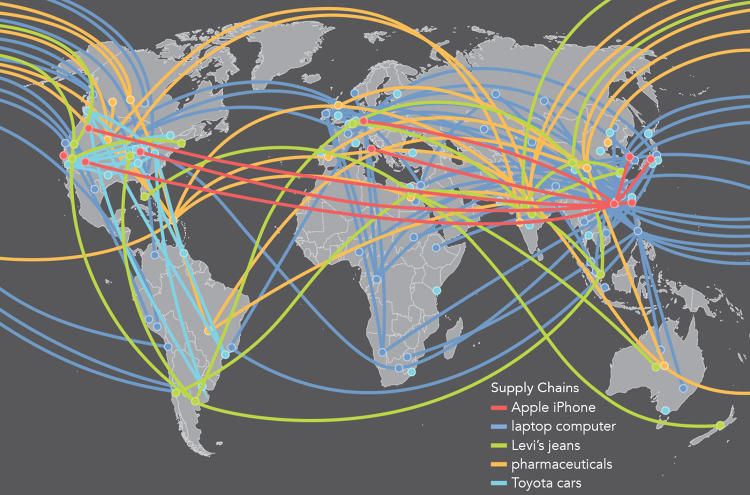 Supply Chains
Apple iPhone
laptop computer
Levi's jeans
pharmaceuticals
Toyota cars